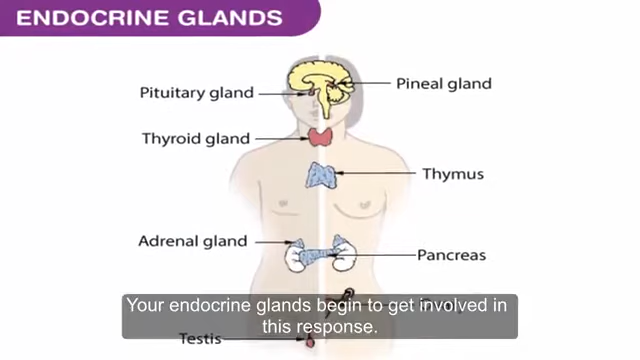 ENDOCRINE GLANDS
Pineal gland
Pituitary gland
Thyroid gland
Thymus
Adrenal gland
Pancreas
Your endocrine glands begin to get involved in
this response.
Testis